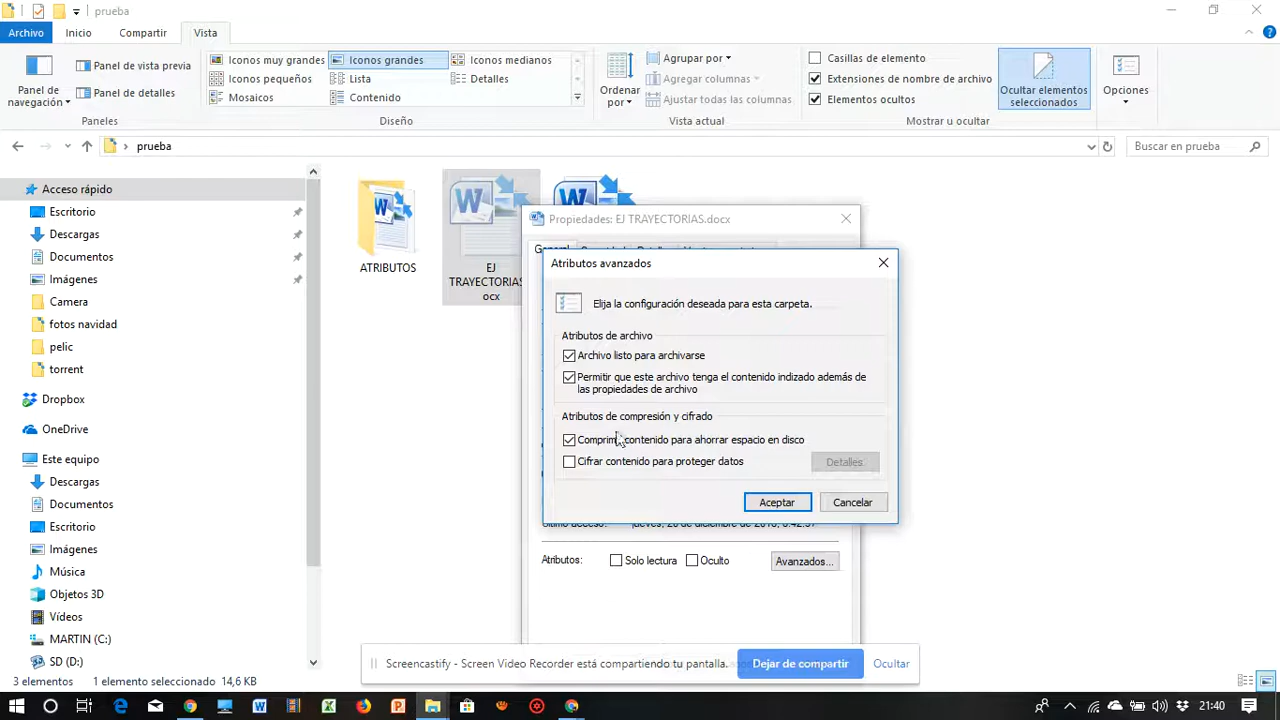 prueba
Archivo Inicio Compartir Vista
Panel de navegación
Panel de vista previa
Panel de detalles
Paneles
Iconos muy grandes Iconos grandes Iconos medianos
Iconos pequeños Lista Detalles
Mosaicos Contenido
Diseño
Ordenar por
Agrupar por
Agregar columnas
Ajustar todas las columnas
Vista actual
Casillas de elemento
Extensiones de nombre de archivo
Elementos ocultos
Ocultar elementos seleccionados
Mostrar u ocultar
Opciones
prueba
Buscar en prueba
Acceso rápido
Escritorio
Descargas
Documentos
Imágenes
Camera
fotos navidad
pelic
torrent
Dropbox
OneDrive
Este equipo
Descargas
Documentos
Escritorio
Imágenes
Música
Objetos 3D
Vídeos
MARTIN (C:)
SD (D:)
ATRIBUTOS
EJ
TRAYECTORIAS
ocx
Propiedades: EJ TRAYECTORIAS.docx
Atributos avanzados
Elija la configuración deseada para esta carpeta.
Atributos de archivo
Archivo listo para archivarse
Permitir que este archivo tenga el contenido indizado además de
las propiedades de archivo
Atributos de compresión y cifrado
Comprimir contenido para ahorrar espacio en disco
Cifrar contenido para proteger datos
Detalles
Aceptar Cancelar
Atributos: Solo lectura Oculto Avanzados...
Screencastify - Screen Video Recorder está compartiendo tu pantalla.
Dejar de compartir Ocultar
3 elementos 1 elemento seleccionado 14,6 KB
21:40